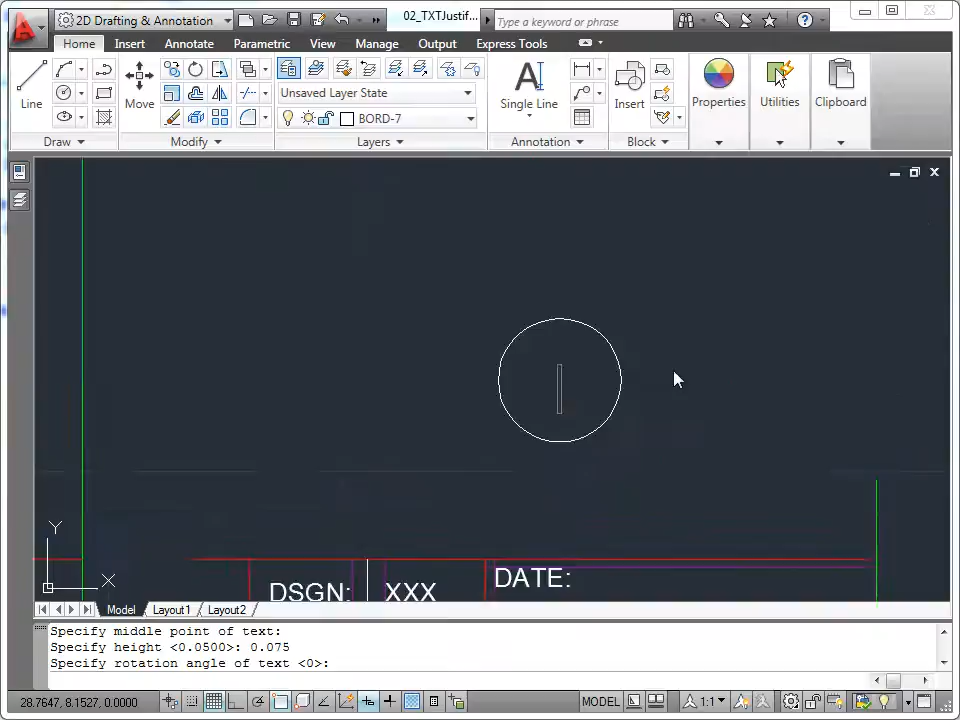 2D Drafting & Annotation
02_TXTJustif...
Type a keyword or phrase
Home
Insert
Annotate
Parametric
View
Manage
Output
Express Tools
Line
Move
Unsaved Layer State
BORD-7
Single Line
Insert
Properties
Utilities
Clipboard
Draw
Modify
Layers
Annotation
Block
Y
X
DSGN:
XXX
DATE:
Model
Layout1
Layout2
Specify middle point of text:
Specify height <0.0500>: 0.075
Specify rotation angle of text <0>:
28.7647, 8.1527, 0.0000
MODEL
1:1